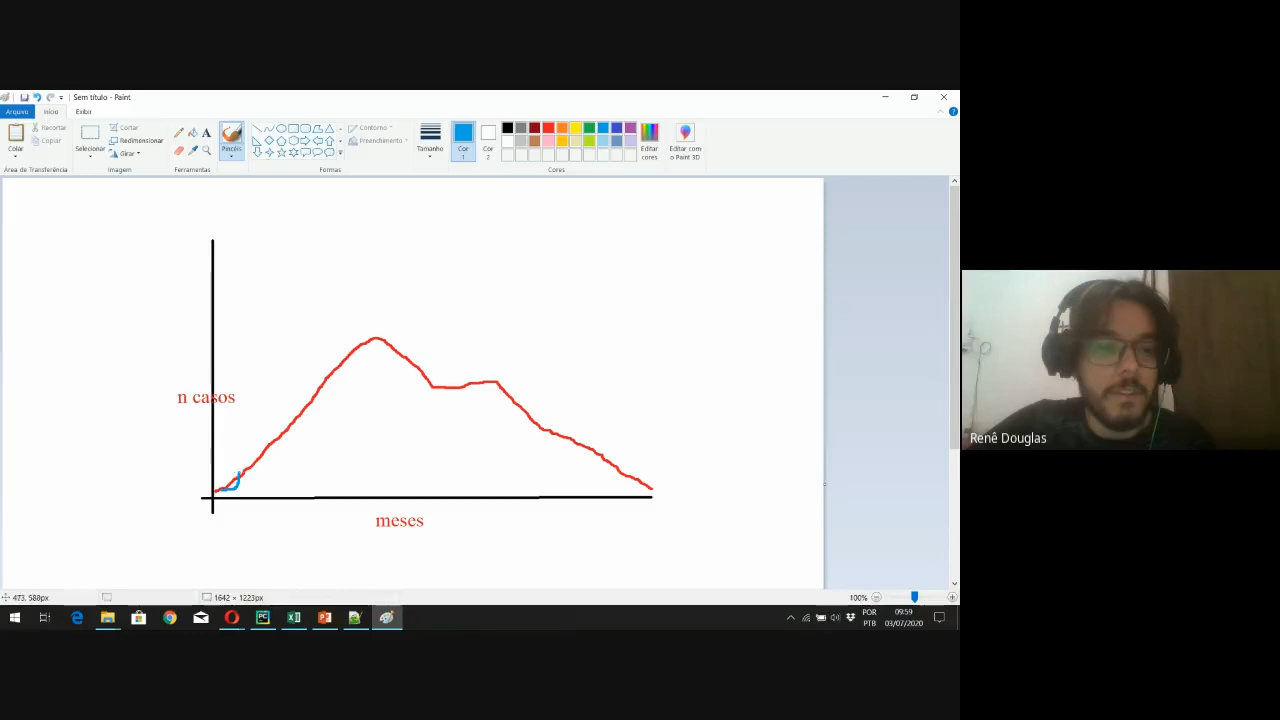 Sem título - Paint
Arquivo Início Exibir
Colar
Recortar
Copiar
Área de Transferência
Selecionar
Cortar
Redimensionar
Girar
Imagem
Ferramentas
Pincéis
Formas
Contorno
Preenchimento
Tamanho
Cor 1
Cor 2
Editar cores
Editar com o Paint 3D
Cores
n casos
meses
Renê Douglas
473, 588px
1642 × 1223px
100%
POR
PTB
09:59
03/07/2020